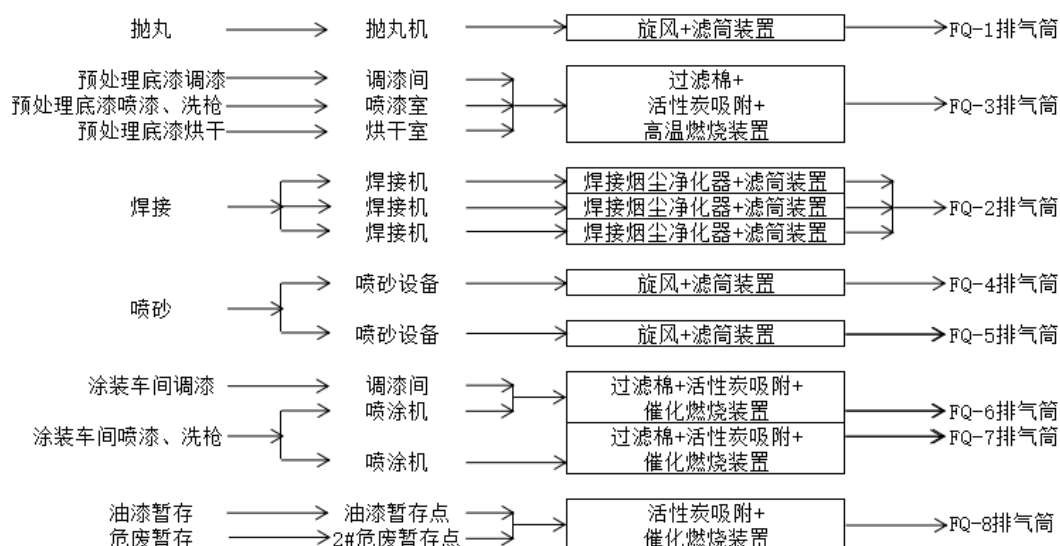 抛丸 抛丸机 旋风+滤筒装置 FQ-1排气筒
预处理底漆调漆 调漆间 过滤棉+
预处理底漆喷漆、洗枪 喷漆室 活性炭吸附+ FQ-3排气筒
预处理底漆烘干 烘干室 高温燃烧装置
焊接机 焊接烟尘净化器+滤筒装置
焊接 焊接机 焊接烟尘净化器+滤筒装置 FQ-2排气筒
焊接机 焊接烟尘净化器+滤筒装置
喷砂设备 旋风+滤筒装置 FQ-4排气筒
喷砂
喷砂设备 旋风+滤筒装置 FQ-5排气筒
涂装车间调漆 调漆间 过滤棉+活性炭吸附+
喷涂机 催化燃烧装置 FQ-6排气筒
涂装车间喷漆、洗枪 过滤棉+活性炭吸附+ FQ-7排气筒
喷涂机 催化燃烧装置
油漆暂存 油漆暂存点 活性炭吸附+
FQ-8排气筒
危废暂存 2#危废暂存点 催化燃烧装置